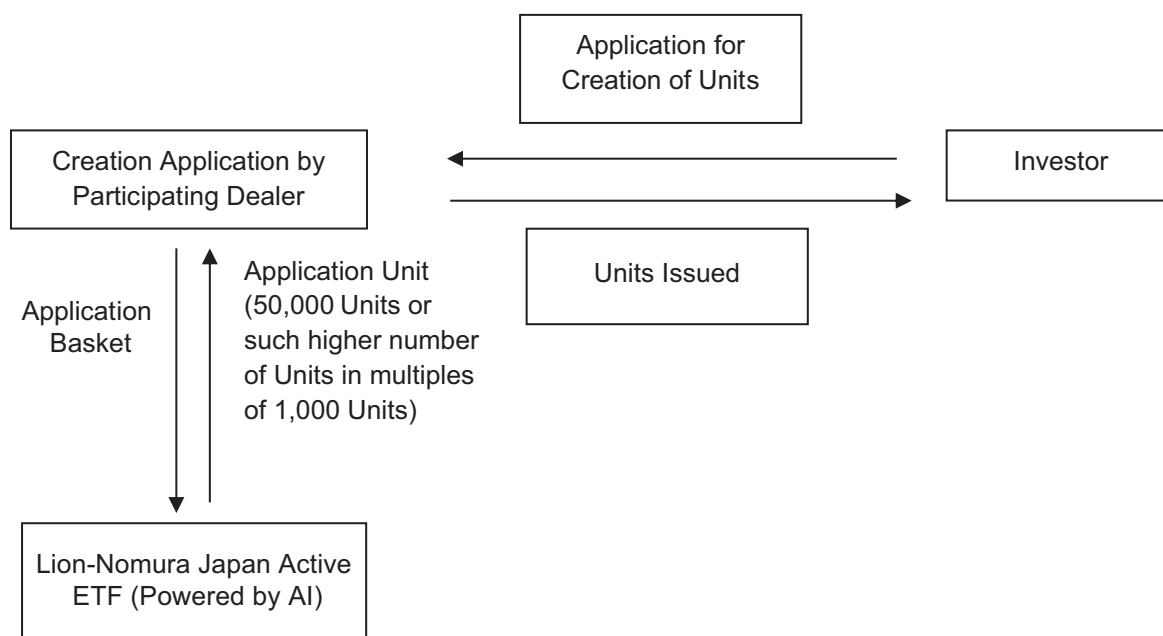 Application for
Creation of Units
Creation Application by
Participating Dealer
Investor
Units Issued
Application
Basket
Application Unit
(50,000 Units or
such higher number
of Units in multiples
of 1,000 Units)
Lion-Nomura Japan Active
ETF (Powered by AI)